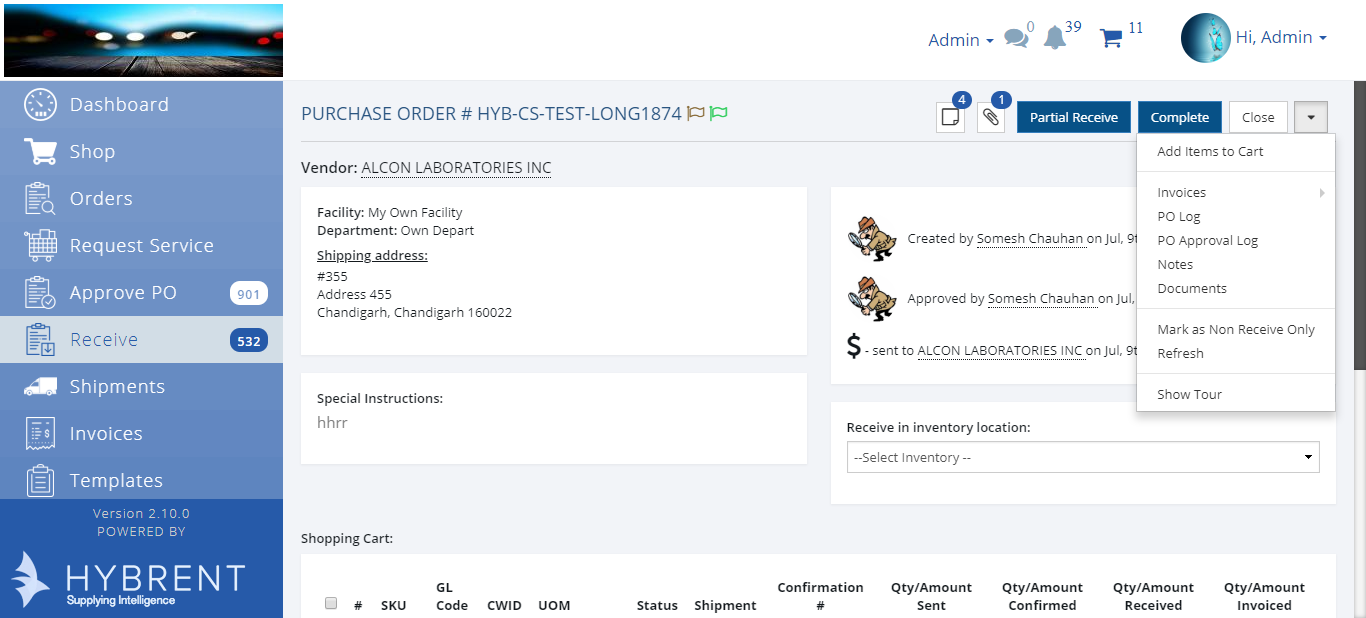 Admin
0
39
11
Hi, Admin
Dashboard
Shop
Orders
Request Service
Approve PO 901
Receive 532
Shipments
Invoices
Templates
Version 2.10.0
POWERED BY
HYBRENT
Supplying Intelligence
PURCHASE ORDER # HYB-CS-TEST-LONG1874
4
1
Partial Receive
Complete
Close
Add Items to Cart
Invoices
PO Log
PO Approval Log
Notes
Documents
Mark as Non Receive Only
Refresh
Show Tour
Vendor: ALCON LABORATORIES INC
Facility: My Own Facility
Department: Own Depart
Shipping address:
#355
Address 455
Chandigarh, Chandigarh 160022
Created by Somesh Chauhan on Jul, 9t
Approved by Somesh Chauhan on Jul,
$ - sent to ALCON LABORATORIES INC on Jul, 9t
Special Instructions:
hhrr
Receive in inventory location:
--Select Inventory --
Shopping Cart:
# SKU GL Code CWID UOM Status Shipment Confirmation # Qty/Amount Sent Qty/Amount Confirmed Qty/Amount Received Qty/Amount Invoiced